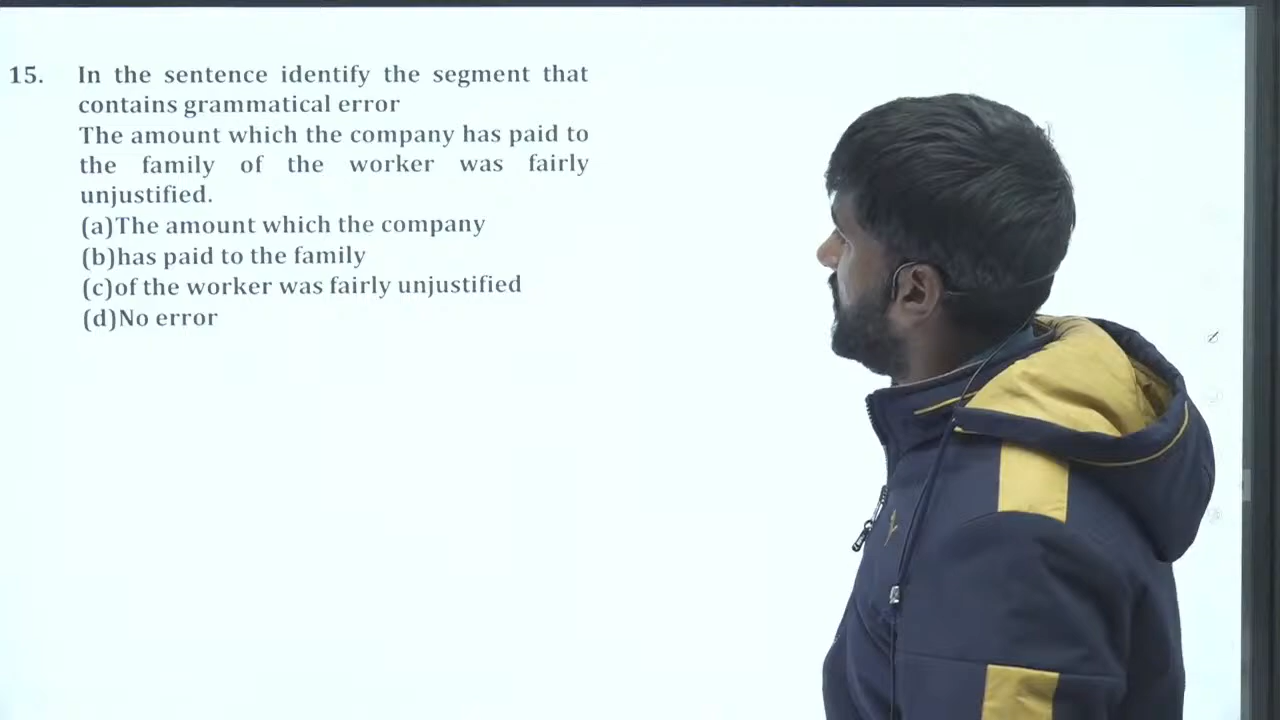 15. In the sentence identify the segment that
contains grammatical error
The amount which the company has paid to
the family of the worker was fairly
unjustified.
(a)The amount which the company
(b)has paid to the family
(c)of the worker was fairly unjustified
(d)No error